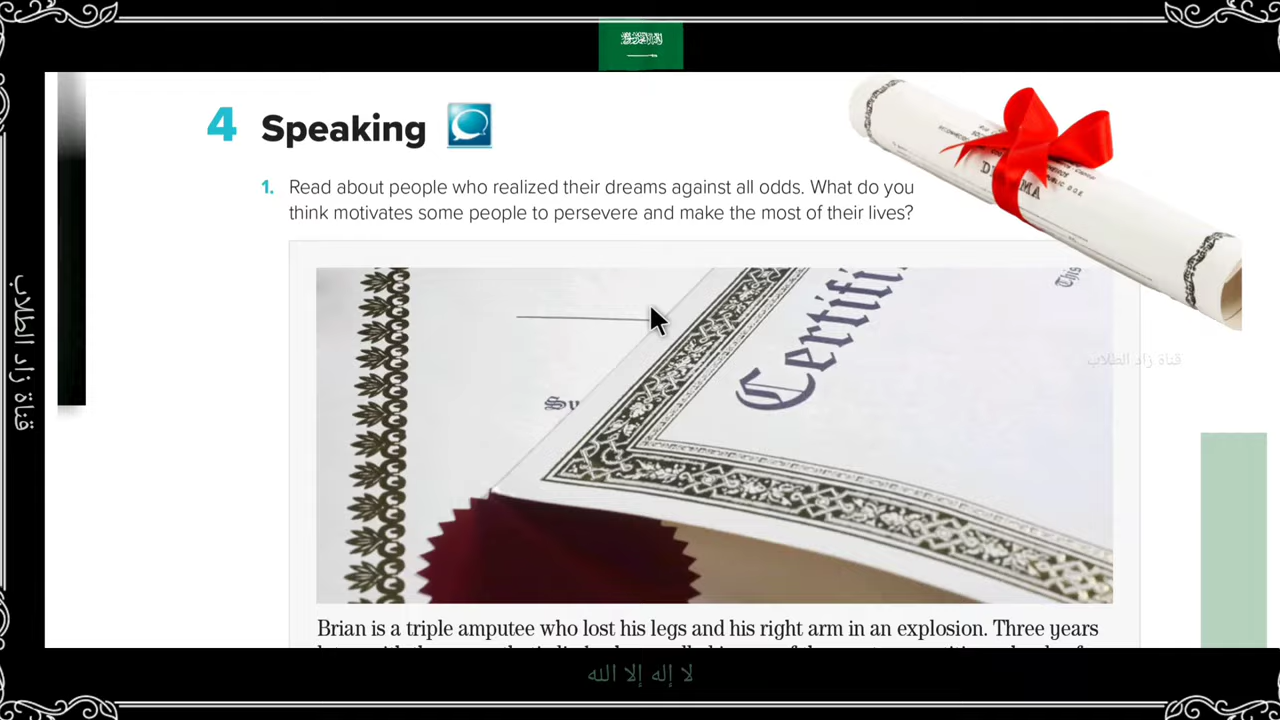 4 Speaking
1. Read about people who realized their dreams against all odds. What do you
think motivates some people to persevere and make the most of their lives?
DIPLOMA
Certifi
This
Su
قناة زاد الطلاب
قناة زاد الطلاب
Brian is a triple amputee who lost his legs and his right arm in an explosion. Three years
لا إله إلا الله